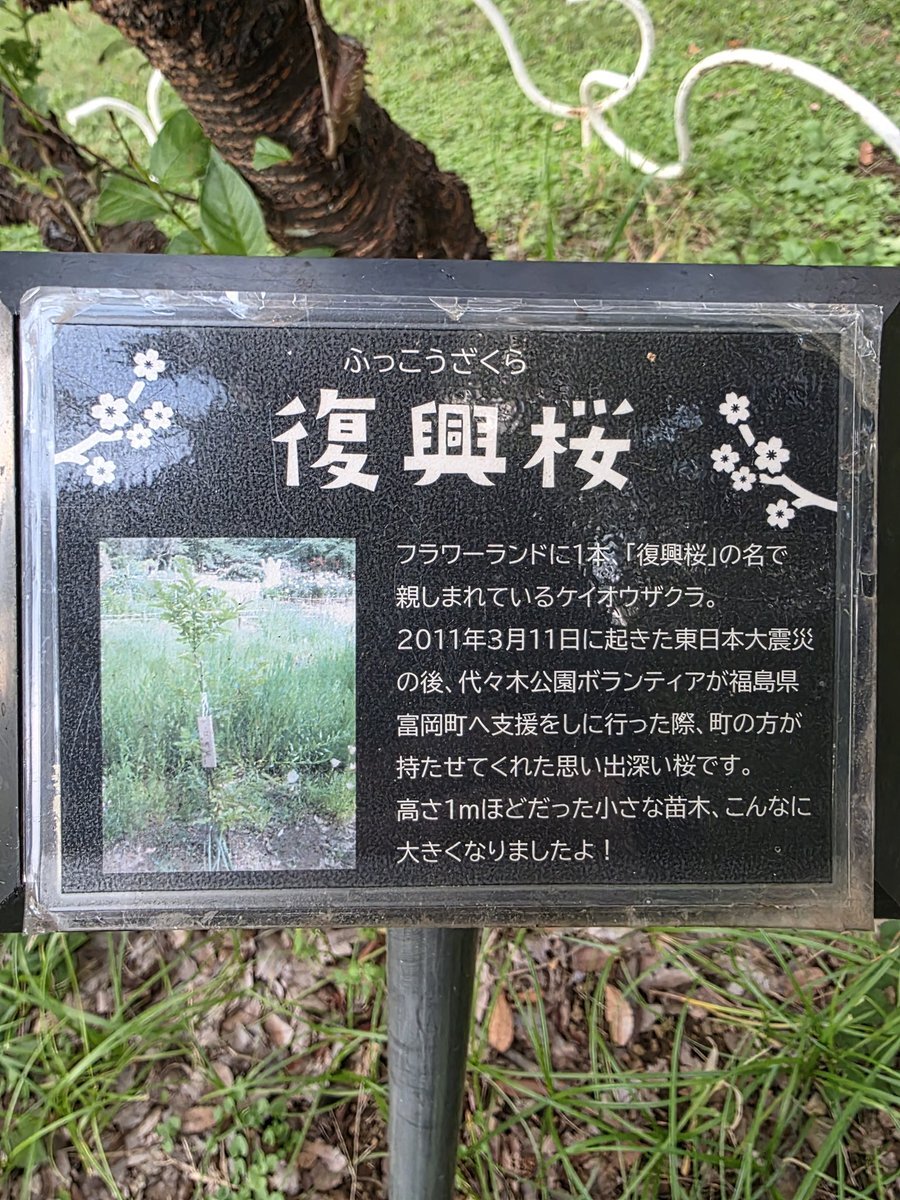 ふっこうざくら
復興桜
フラワーランドに1本、「復興桜」の名で
親しまれているケイオウザクラ。
2011年3月11日に起きた東日本大震災
の後、代々木公園ボランティアが福島県
富岡町へ支援をしに行った際、町の方が
持たせてくれた思い出深い桜です。
高さ1mほどだった小さな苗木、こんなに
大きくなりましたよ！